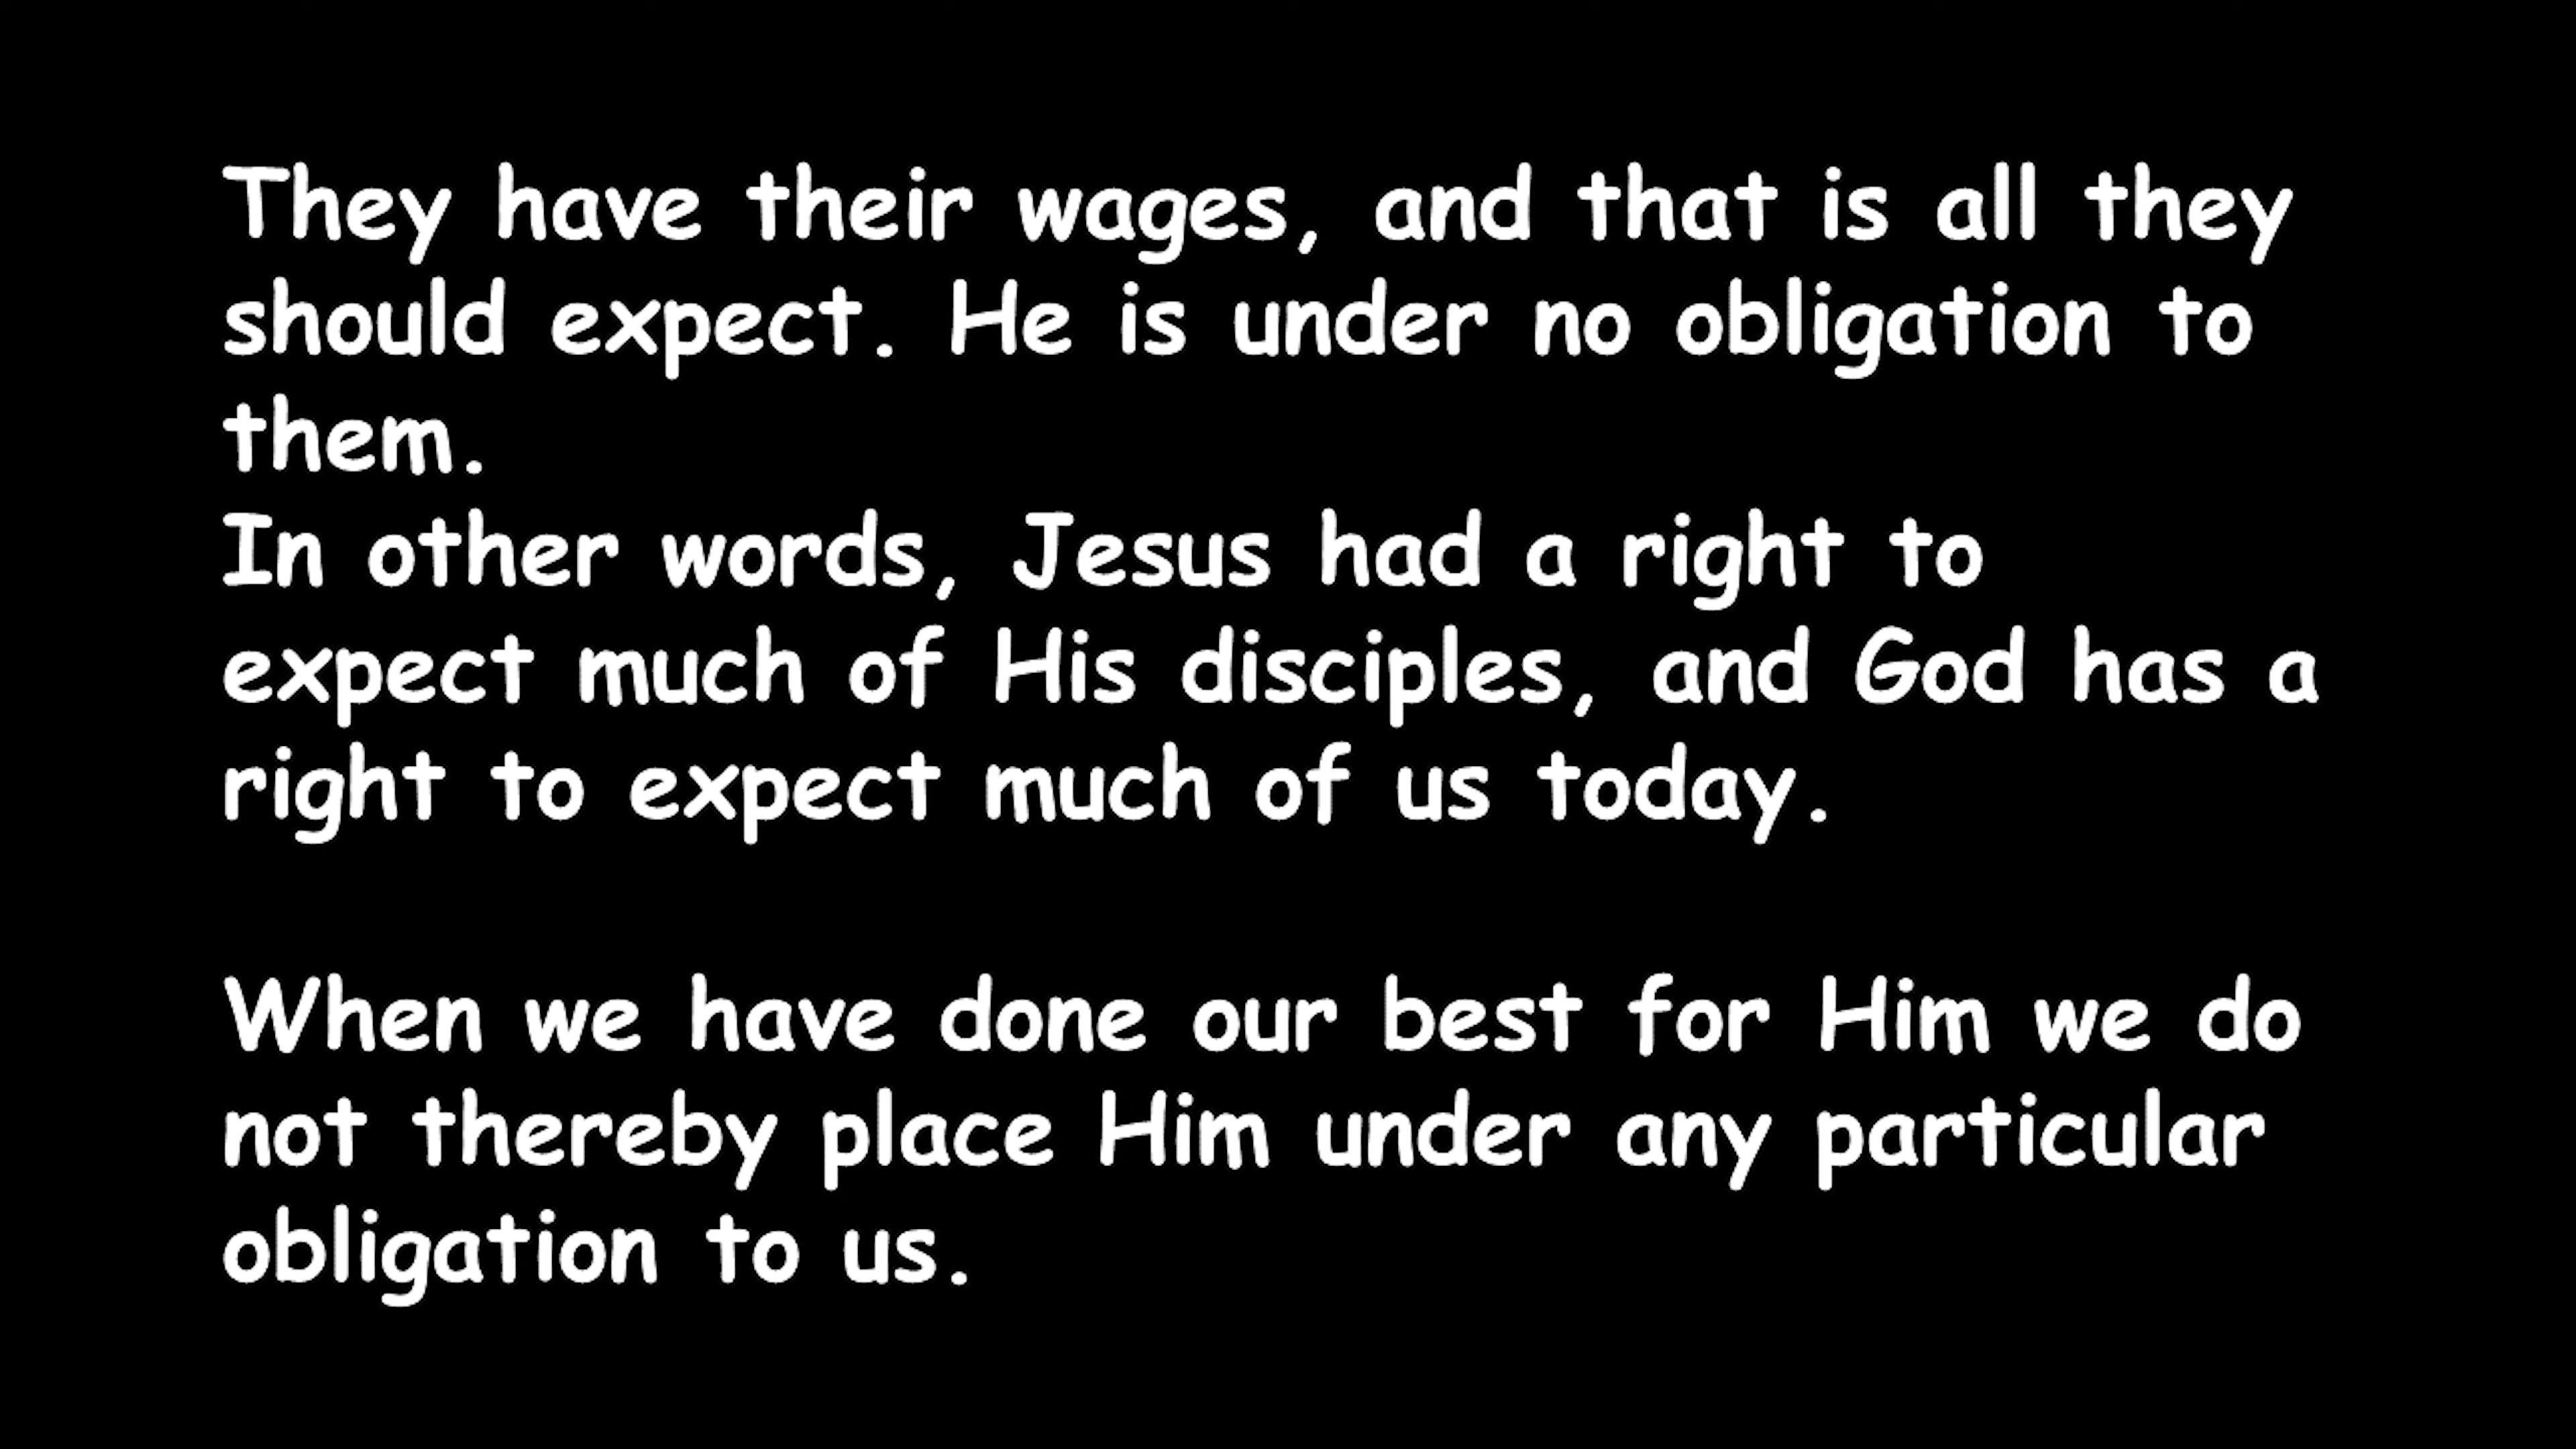 They have their wages, and that is all they
should expect. He is under no obligation to
them.
In other words, Jesus had a right to
expect much of His disciples, and God has a
right to expect much of us today.
When we have done our best for Him we do
not thereby place Him under any particular
obligation to us.